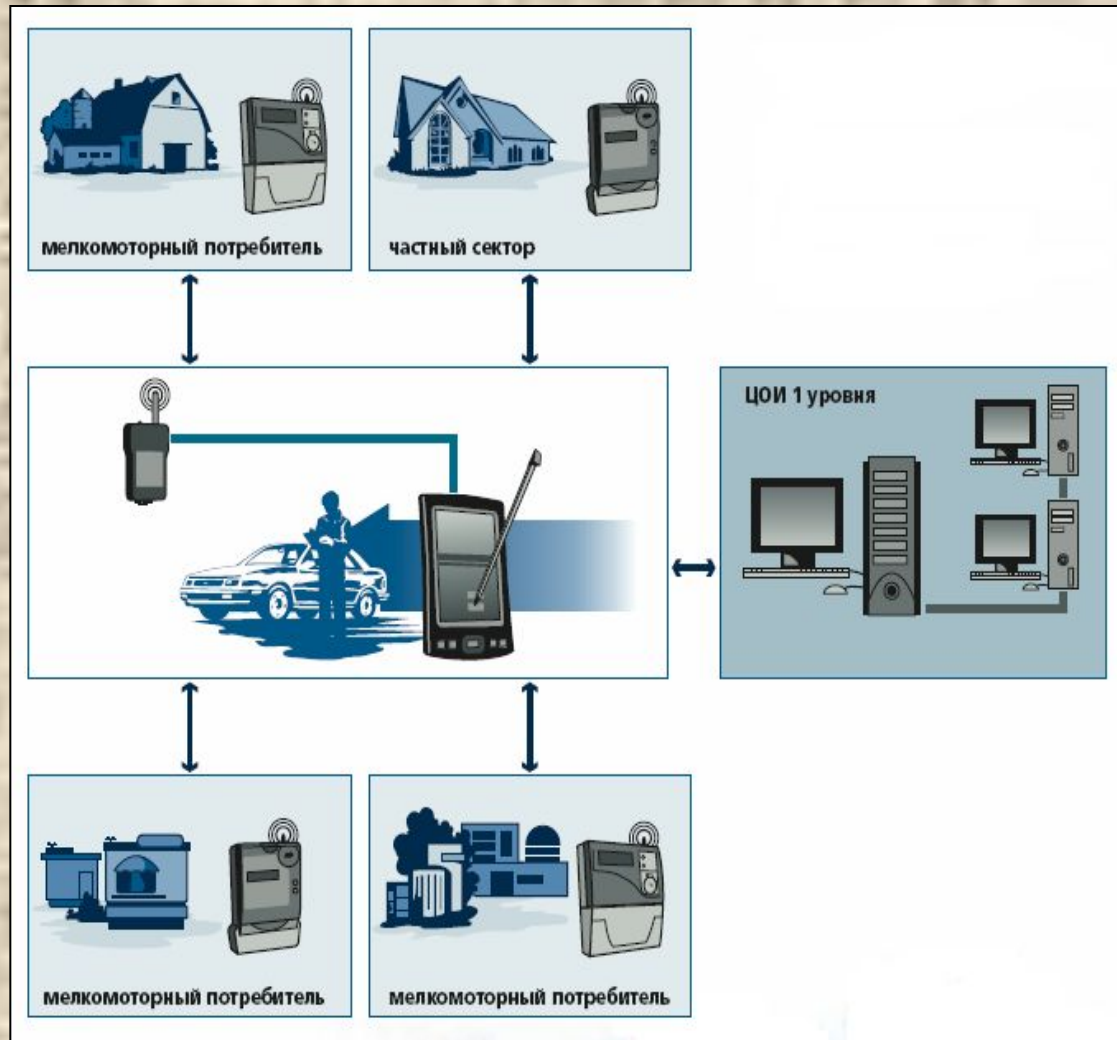 мелкомоторный потребитель
частный сектор
ЦОИ 1 уровня
мелкомоторный потребитель
мелкомоторный потребитель